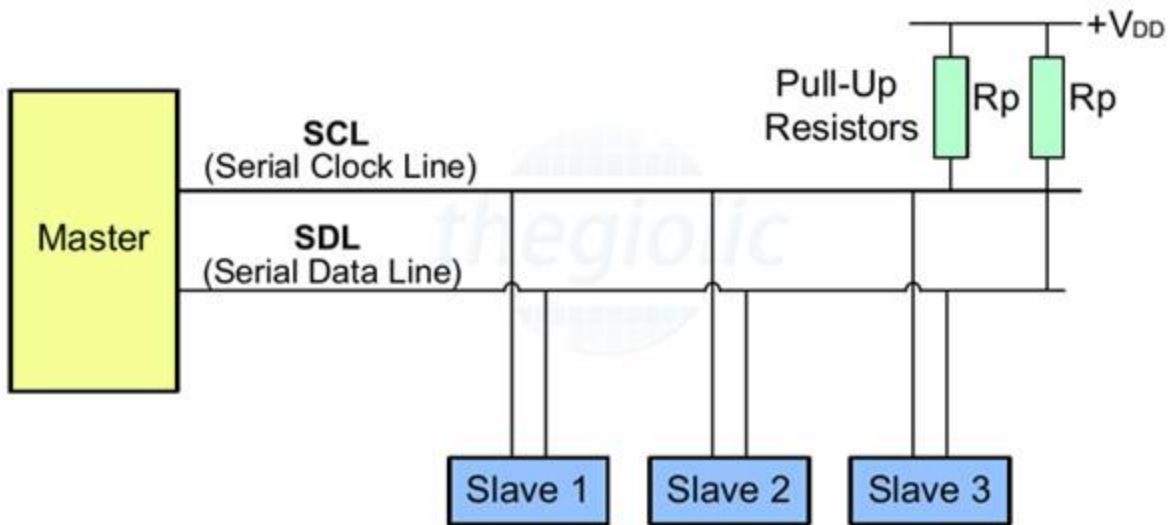 +VDD
Pull-Up
Resistors
Rp
Rp
SCL
(Serial Clock Line)
Master
SDL
(Serial Data Line)
thegioiic
Slave 1
Slave 2
Slave 3